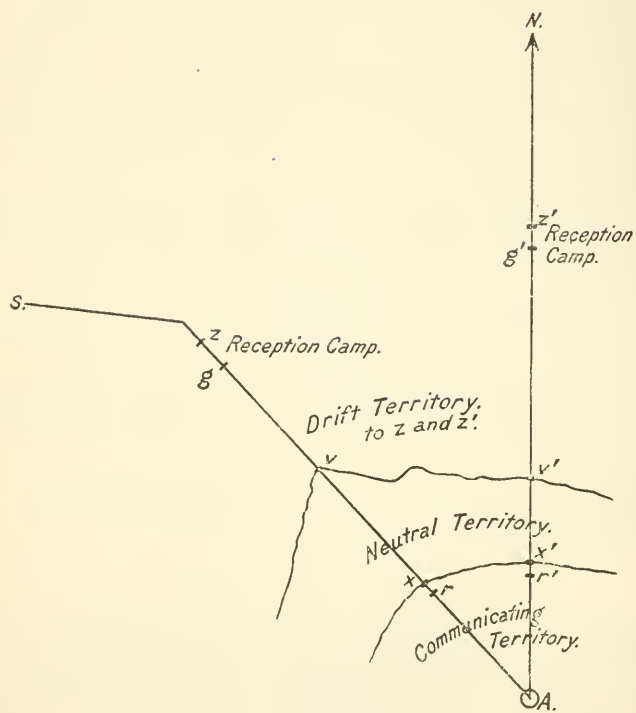 N.
z'
Reception
g'
Camp.
S.
z
Reception Camp.
g
Drift Territory.
to z and z'.
v
v'
Neutral Territory.
x'
x
r'
r
Communicating
Territory.
A.